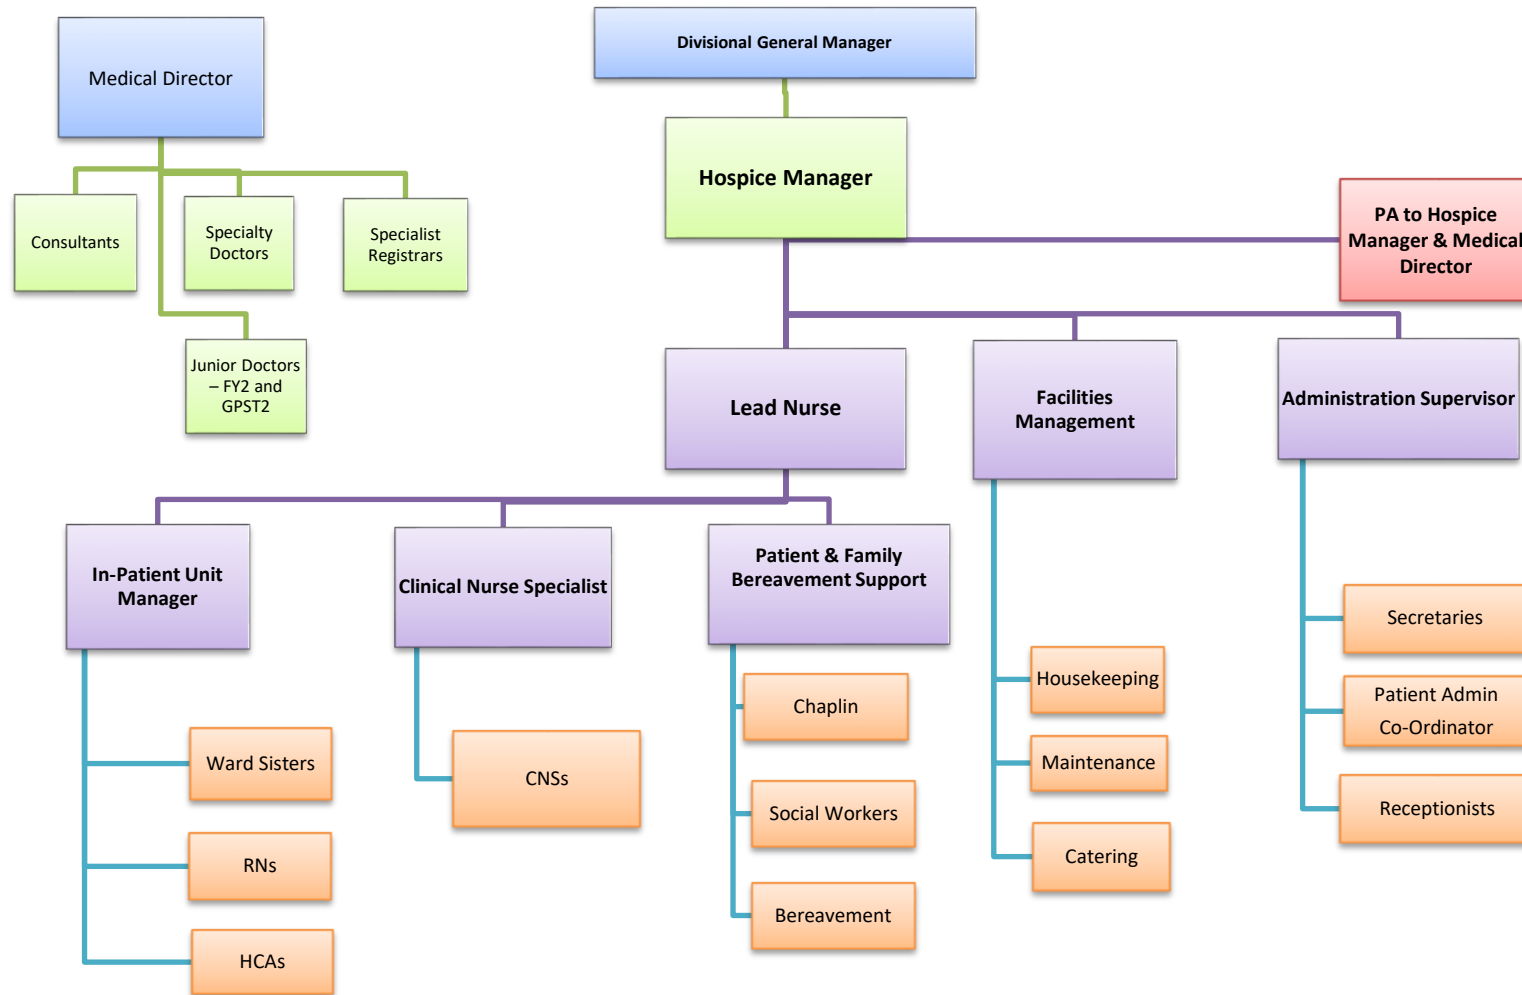 Medical Director
Divisional General Manager
Hospice Manager
PA to Hospice
Manager & Medical
Director
Consultants
Specialty
Doctors
Specialist
Registrars
Junior Doctors
– FY2 and
GPST2
Lead Nurse
Facilities
Management
Administration Supervisor
In-Patient Unit
Manager
Clinical Nurse Specialist
Patient & Family
Bereavement Support
Ward Sisters
RNs
HCAs
CNSs
Chaplin
Social Workers
Bereavement
Housekeeping
Maintenance
Catering
Secretaries
Patient Admin
Co-Ordinator
Receptionists